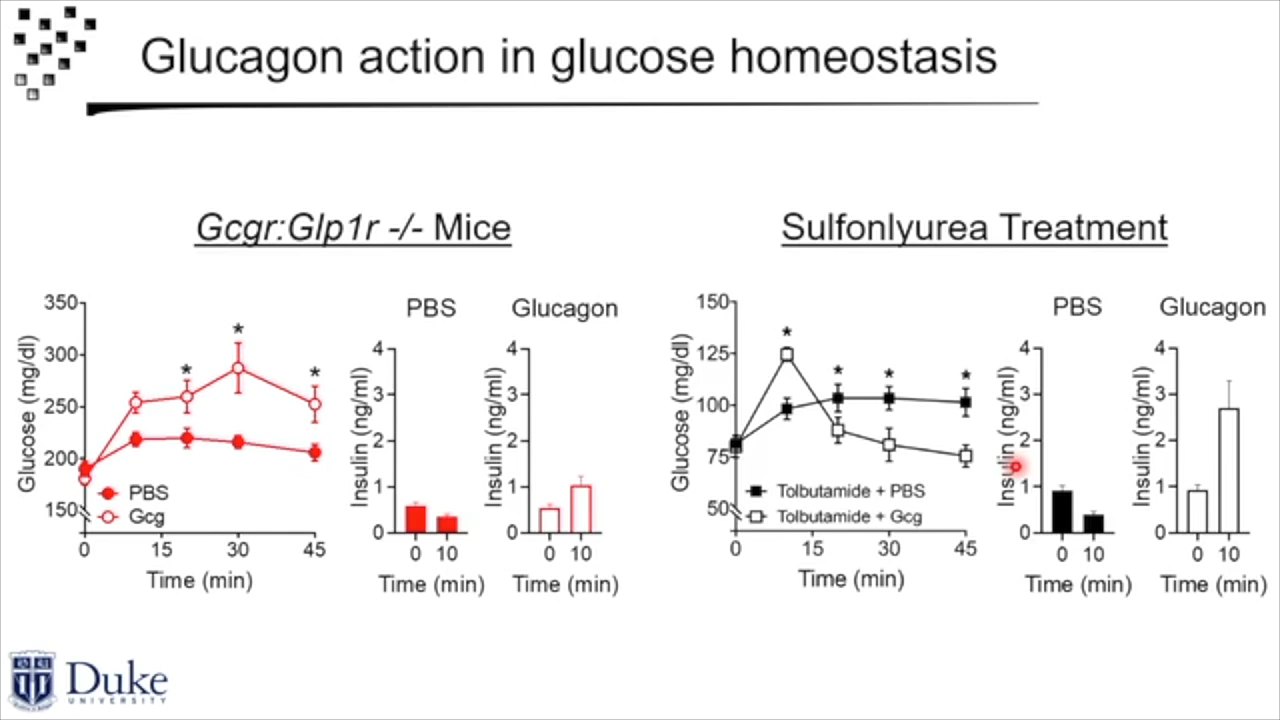 Glucagon action in glucose homeostasis
Gcgr:Glp1r -/- Mice
Glucose (mg/dl)
350
300
250
200
150
*
*
*
PBS
Gcg
0 15 30 45
Time (min)
PBS
Insulin (ng/ml)
4
3
2
1
0
0 10
Time (min)
Glucagon
Insulin (ng/ml)
4
3
2
1
0
0 10
Time (min)
Sulfonlyurea Treatment
Glucose (mg/dl)
150
125
100
75
50
*
*
*
*
Tolbutamide + PBS
Tolbutamide + Gcg
0 15 30 45
Time (min)
PBS
Insulin (ng/ml)
4
3
2
1
0
0 10
Time (min)
Glucagon
Insulin (ng/ml)
4
3
2
1
0
0 10
Time (min)
Duke
UNIVERSITY